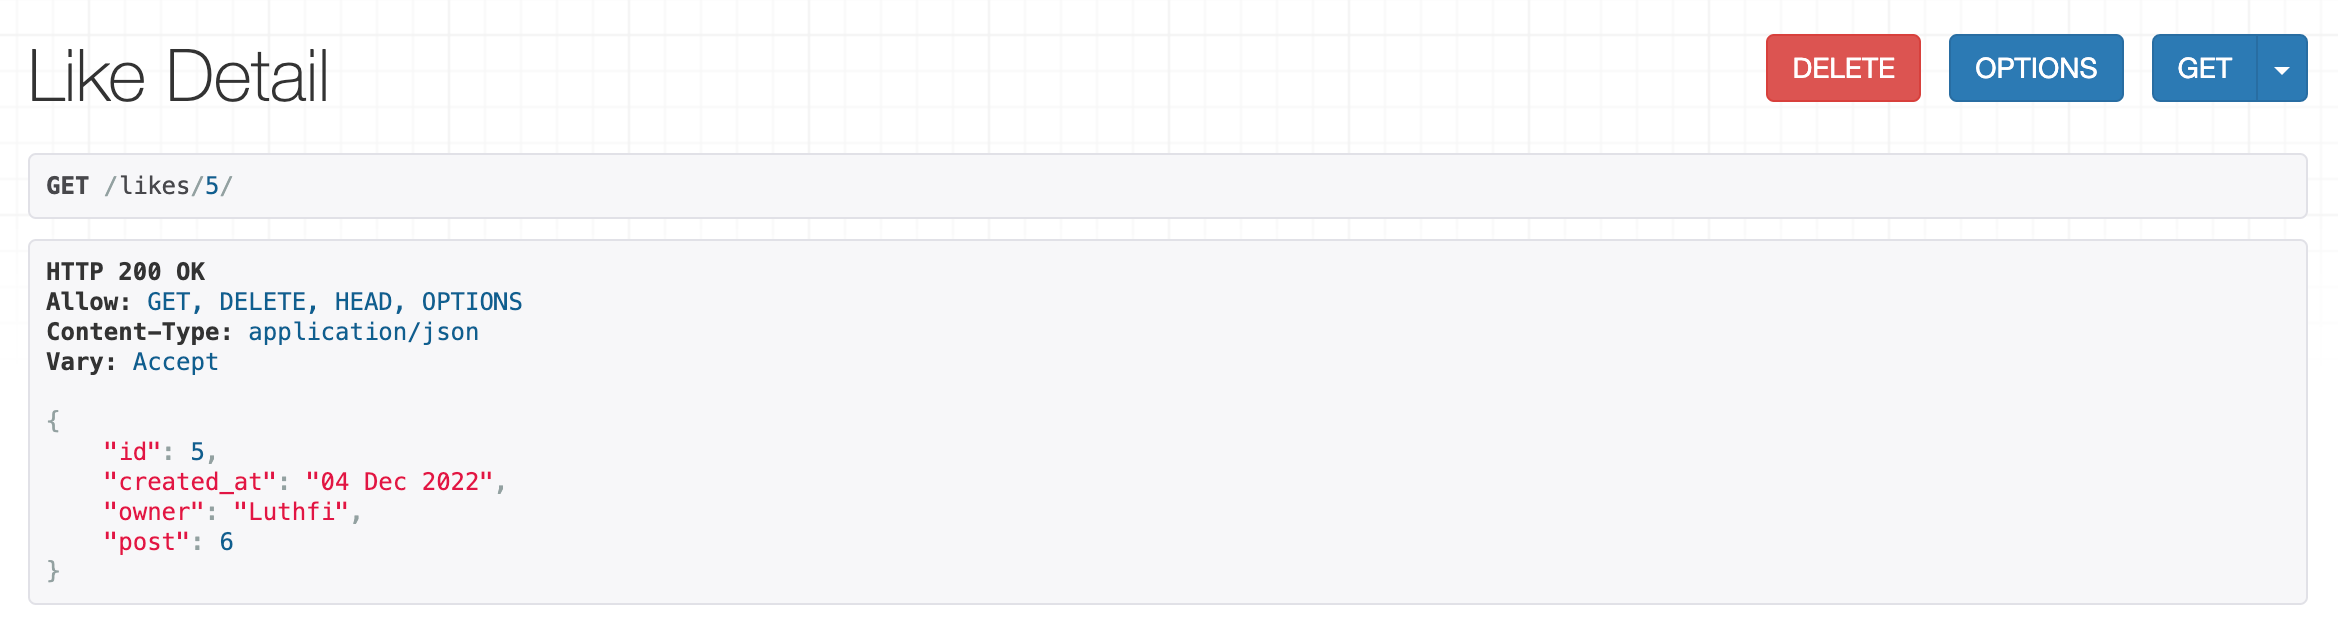 Like Detail
DELETE
OPTIONS
GET
GET /likes/5/
HTTP 200 OK
Allow: GET, DELETE, HEAD, OPTIONS
Content-Type: application/json
Vary: Accept
{
    "id": 5,
    "created_at": "04 Dec 2022",
    "owner": "Luthfi",
    "post": 6
}